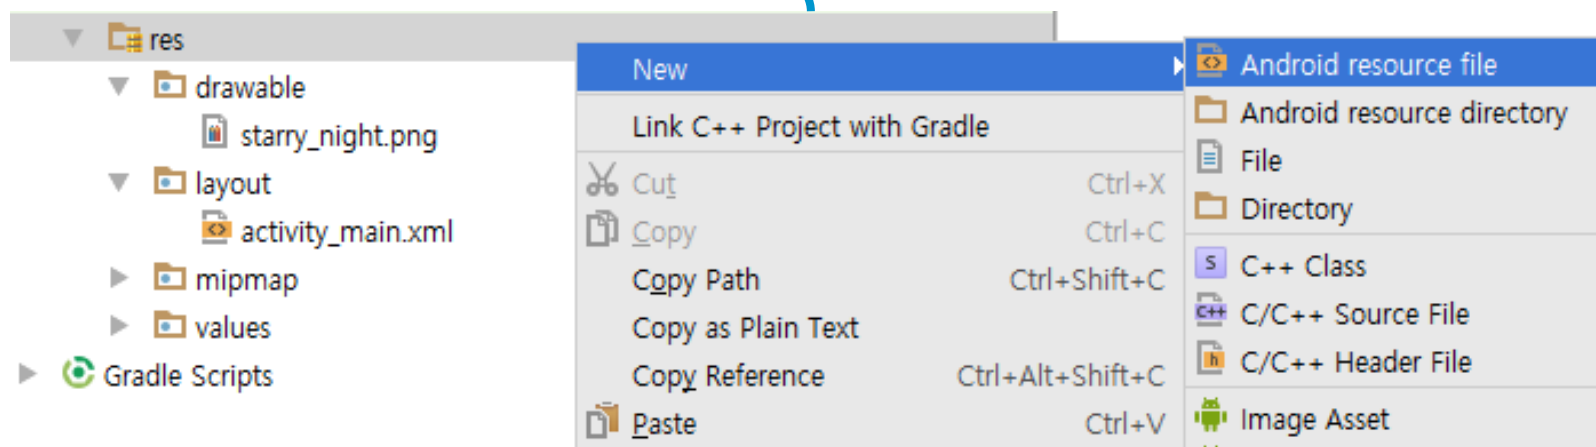 res
drawable
starry_night.png
layout
activity_main.xml
mipmap
values
Gradle Scripts
New
Link C++ Project with Gradle
Cut Ctrl+X
Copy Ctrl+C
Copy Path Ctrl+Shift+C
Copy as Plain Text
Copy Reference Ctrl+Alt+Shift+C
Paste Ctrl+V
Android resource file
Android resource directory
File
Directory
S C++ Class
C++ C/C++ Source File
h C/C++ Header File
Image Asset